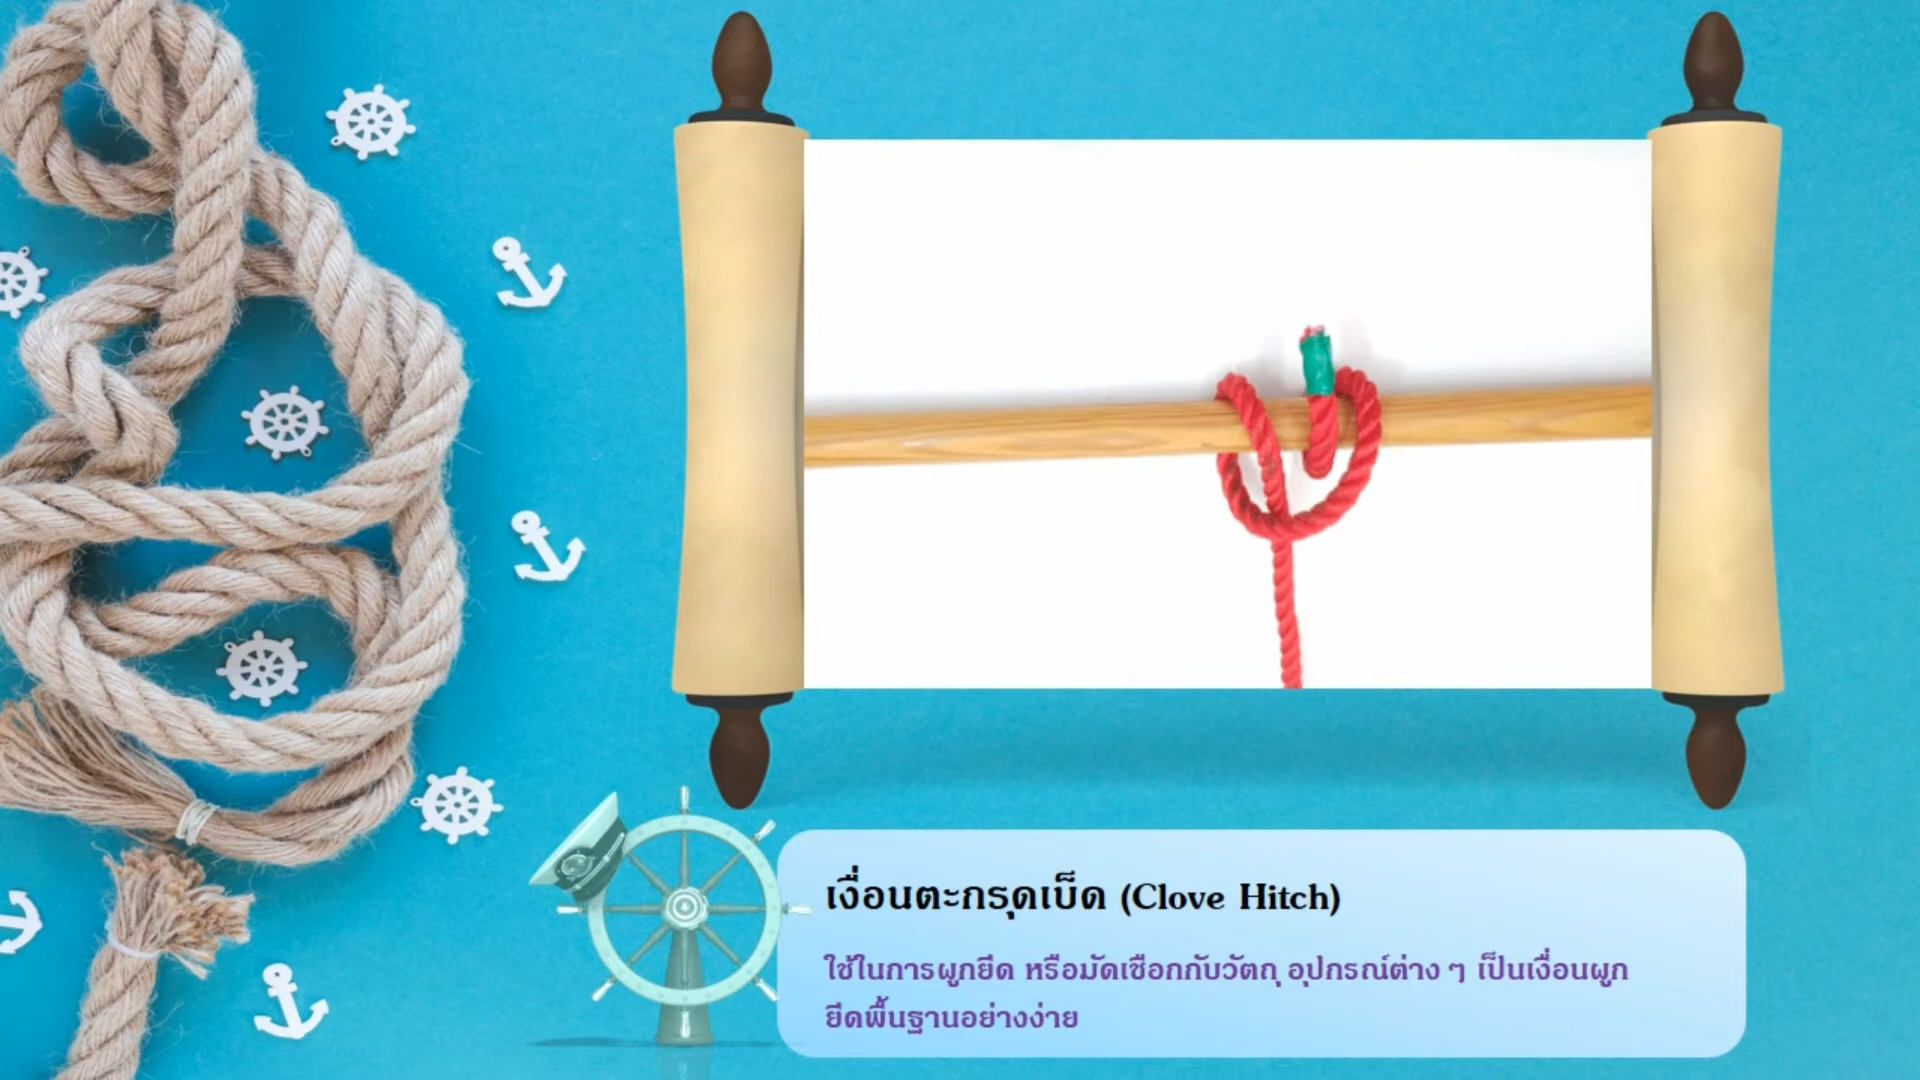 เงื่อนตะกรุดเบ็ด (Clove Hitch)
ใช้ในการผูกยึด หรือมัดเชือกกับวัตถุ อุปกรณ์ต่าง ๆ เป็นเงื่อนผูก
ยึดพื้นฐานอย่างง่าย